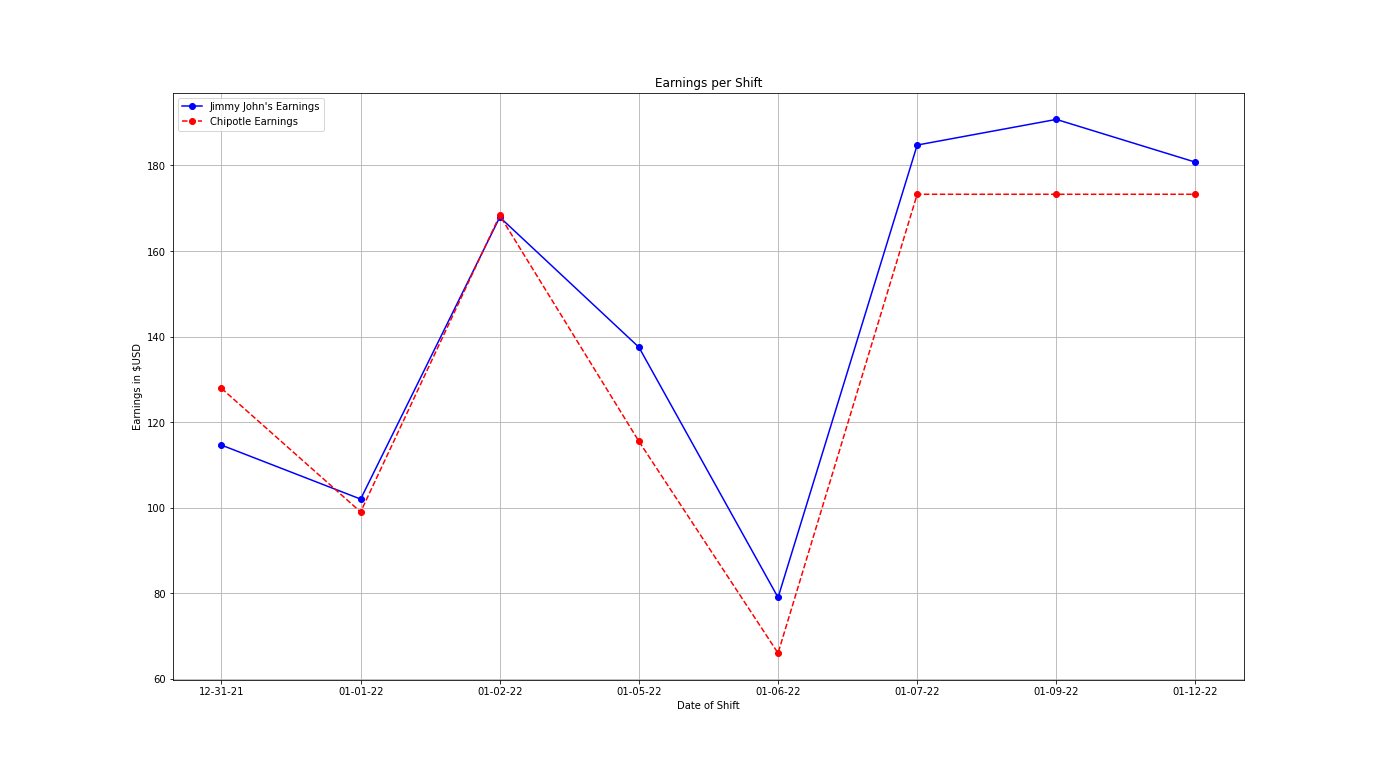 Earnings per Shift
Jimmy John's Earnings
Chipotle Earnings
Earnings in $USD
180
160
140
120
100
80
60
12-31-21 01-01-22 01-02-22 01-05-22 01-06-22 01-07-22 01-09-22 01-12-22
Date of Shift